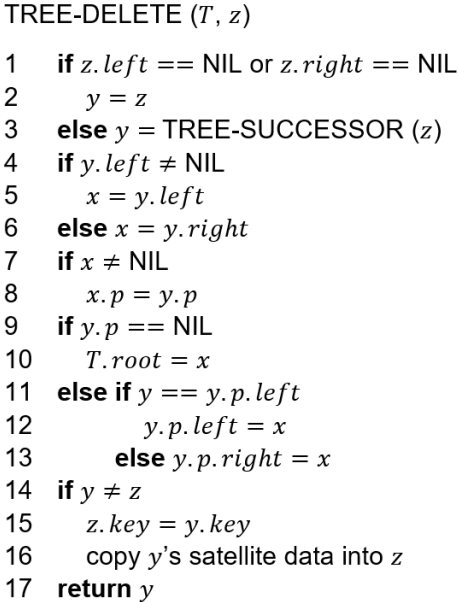 TREE-DELETE (T, z)
1 if z.left == NIL or z.right == NIL
2 y = z
3 else y = TREE-SUCCESSOR (z)
4 if y.left ≠ NIL
5 x = y.left
6 else x = y.right
7 if x ≠ NIL
8 x.p = y.p
9 if y.p == NIL
10 T.root = x
11 else if y == y.p.left
12 y.p.left = x
13 else y.p.right = x
14 if y ≠ z
15 z.key = y.key
16 copy y's satellite data into z
17 return y